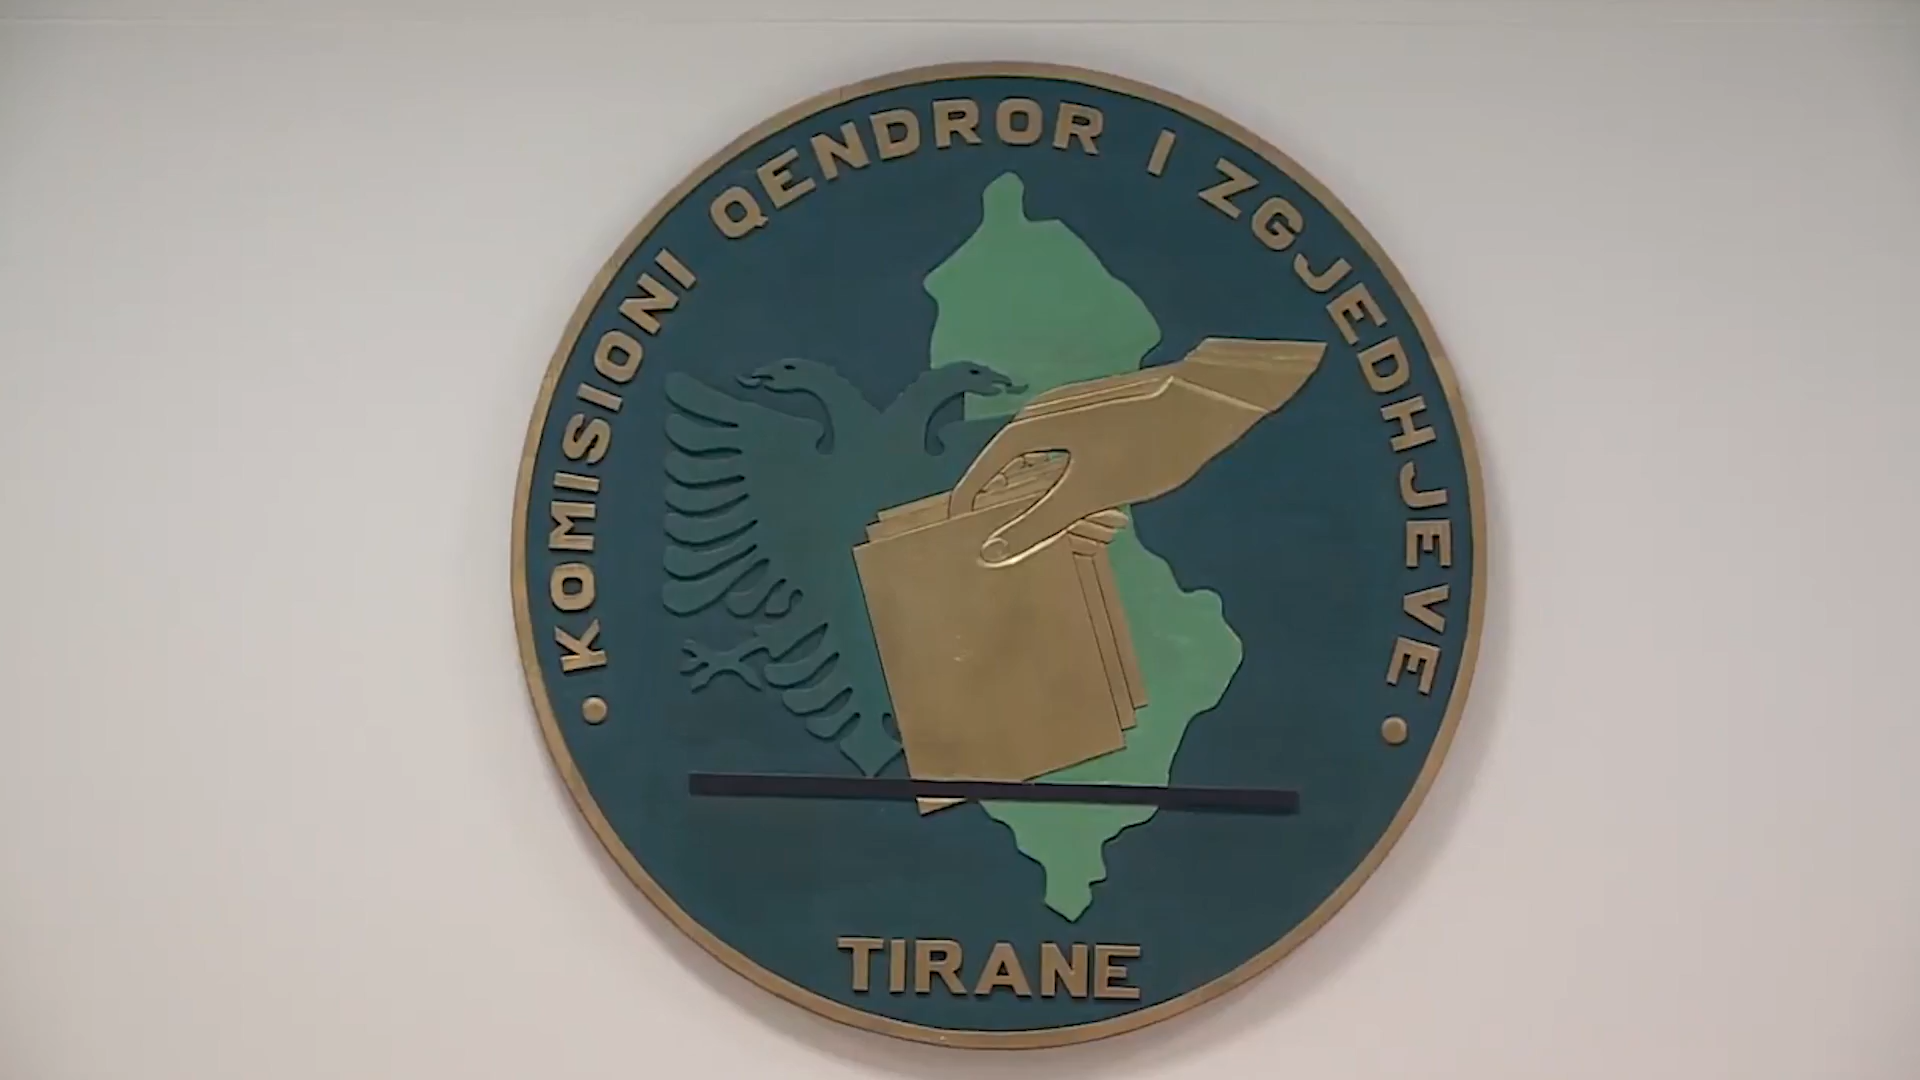 • KOMISIONI QENDROR I ZGJEDHJEVE •
TIRANE